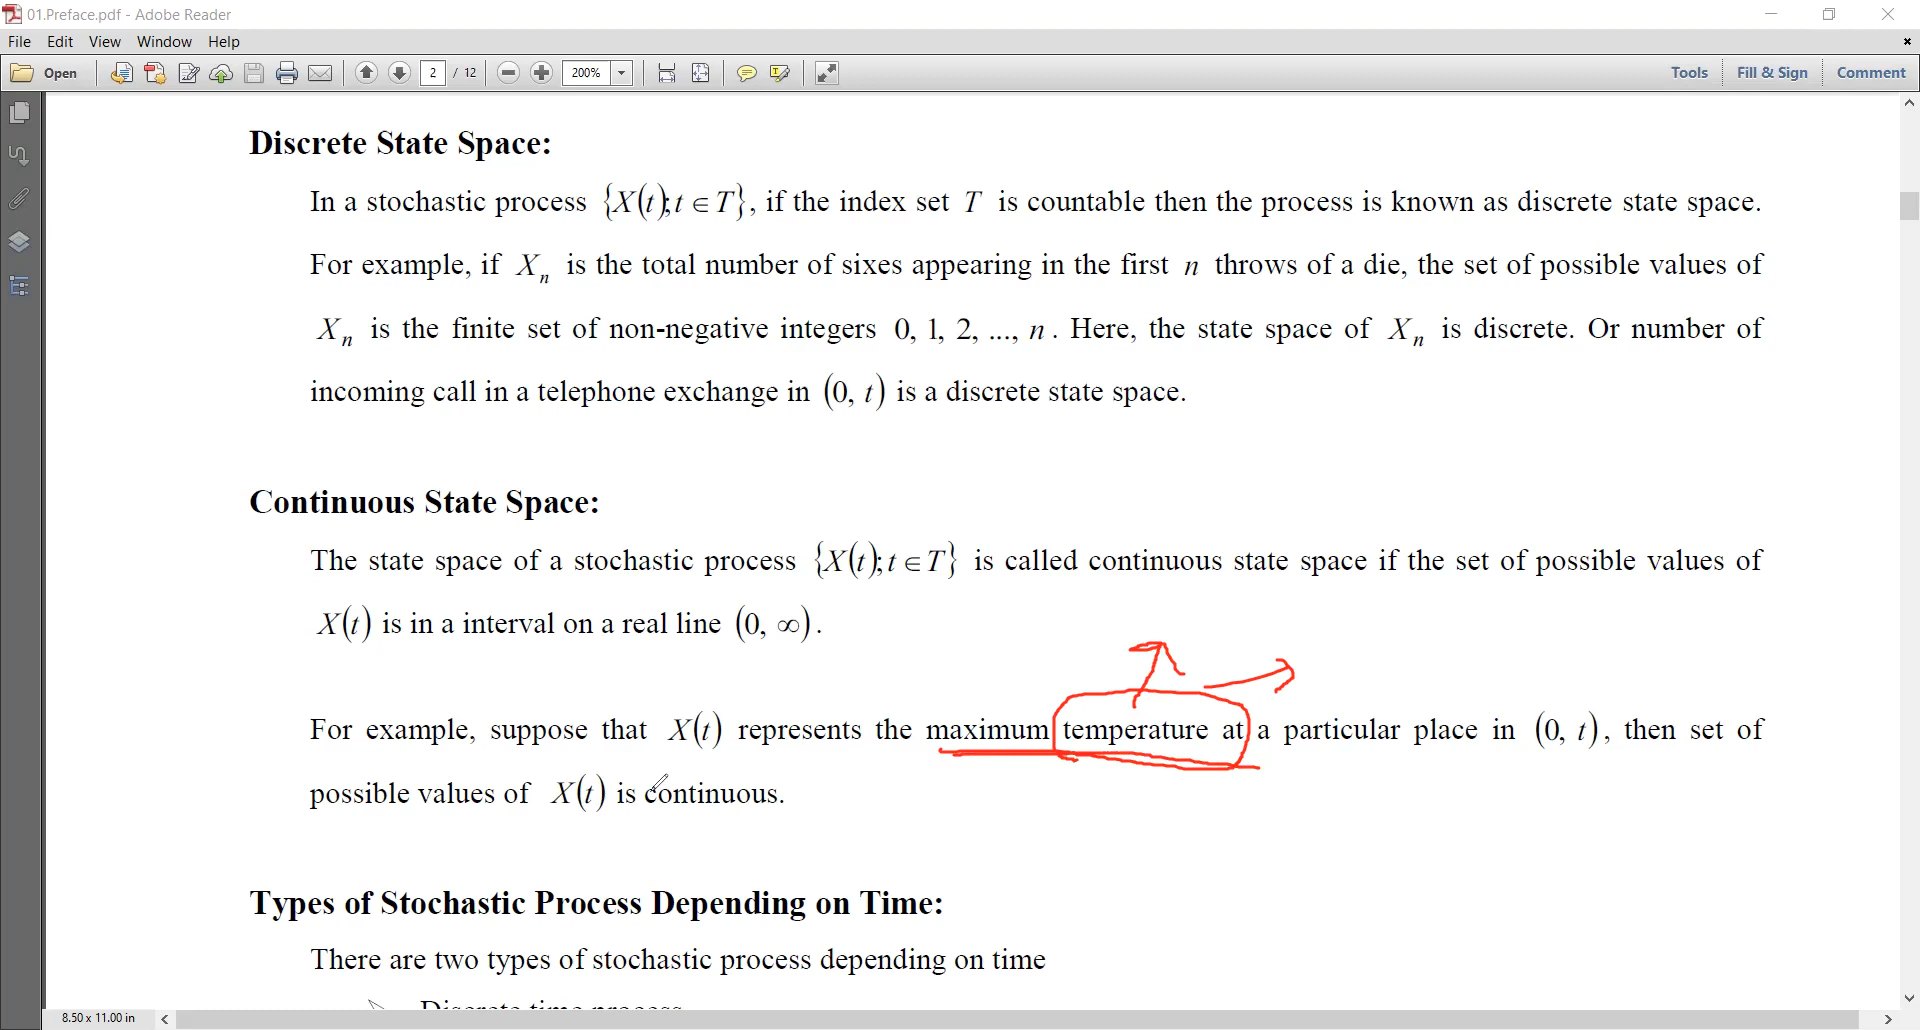 01.Preface.pdf - Adobe Reader
File Edit View Window Help
Open 2 / 12 200% Tools Fill & Sign Comment
Discrete State Space:
In a stochastic process {X(t); t ∈ T}, if the index set T is countable then the process is known as discrete state space.
For example, if Xₙ is the total number of sixes appearing in the first n throws of a die, the set of possible values of
Xₙ is the finite set of non-negative integers 0, 1, 2, ..., n. Here, the state space of Xₙ is discrete. Or number of
incoming call in a telephone exchange in (0, t) is a discrete state space.
Continuous State Space:
The state space of a stochastic process {X(t); t ∈ T} is called continuous state space if the set of possible values of
X(t) is in a interval on a real line (0, ∞).
For example, suppose that X(t) represents the maximum temperature at a particular place in (0, t), then set of
possible values of X(t) is continuous.
Types of Stochastic Process Depending on Time:
There are two types of stochastic process depending on time
Discrete time process
8.50 x 11.00 in